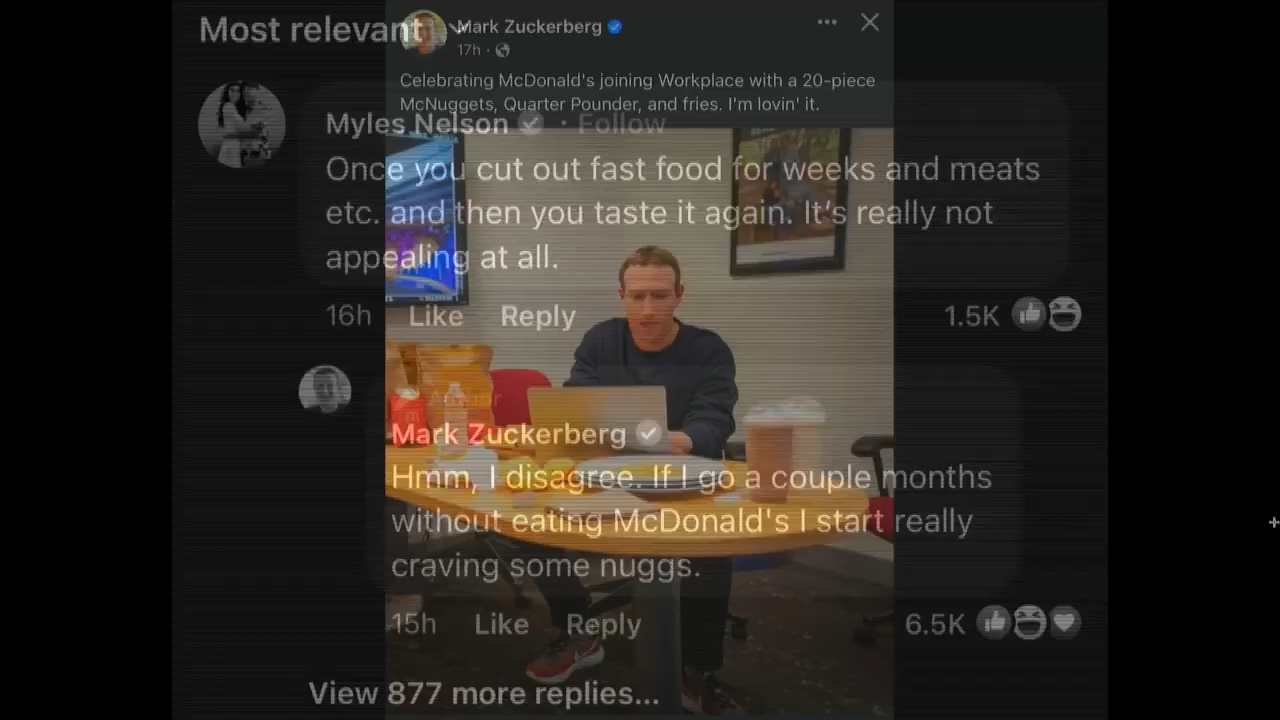 Most relevant
Mark Zuckerberg
17h ·
Celebrating McDonald's joining Workplace with a 20-piece
McNuggets, Quarter Pounder, and fries. I'm lovin' it.
Myles Nelson · Follow
Once you cut out fast food for weeks and meats
etc. and then you taste it again. It’s really not
appealing at all.
16h Like Reply 1.5K
Author
Mark Zuckerberg
Hmm, I disagree. If I go a couple months
without eating McDonald's I start really
craving some nuggs.
15h Like Reply 6.5K
View 877 more replies...